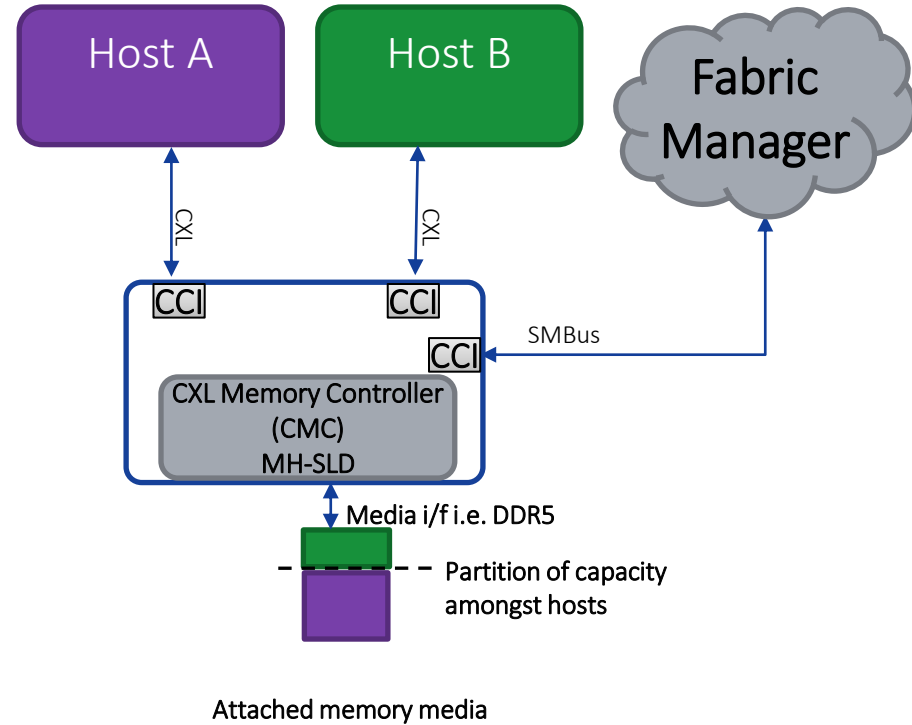 Host A
Host B
Fabric
Manager
CXL
CXL
CCI
CCI
CCI
SMBus
CXL Memory Controller
(CMC)
MH-SLD
Media i/f i.e. DDR5
Partition of capacity
amongst hosts
Attached memory media